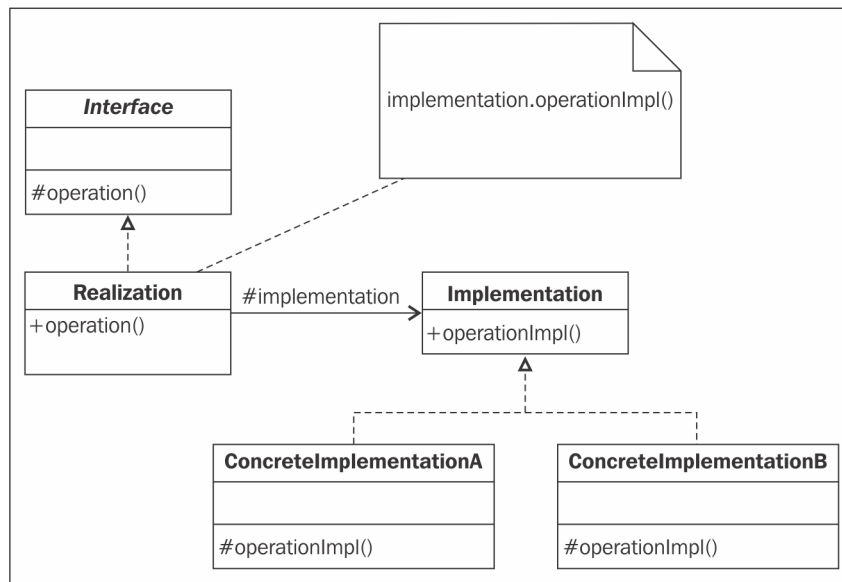 implementation.operationImpl()
Interface
#operation()
Realization
+operation()
#implementation
Implementation
+operationImpl()
ConcreteImplementationA
#operationImpl()
ConcreteImplementationB
#operationImpl()